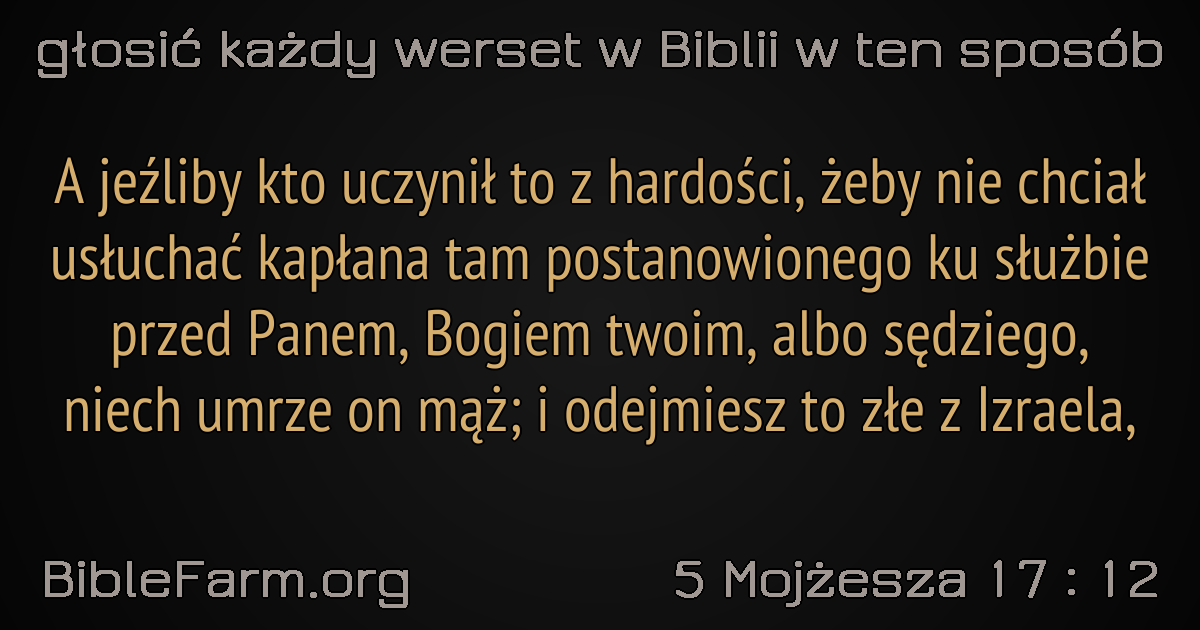 głosić każdy werset w Biblii w ten sposób
A jeźliby kto uczynił to z hardości, żeby nie chciał
usłuchać kapłana tam postanowionego ku służbie
przed Panem, Bogiem twoim, albo sędziego,
niech umrze on mąż; i odejmiesz to złe z Izraela,
BibleFarm.org
5 Mojżesza 17 : 12